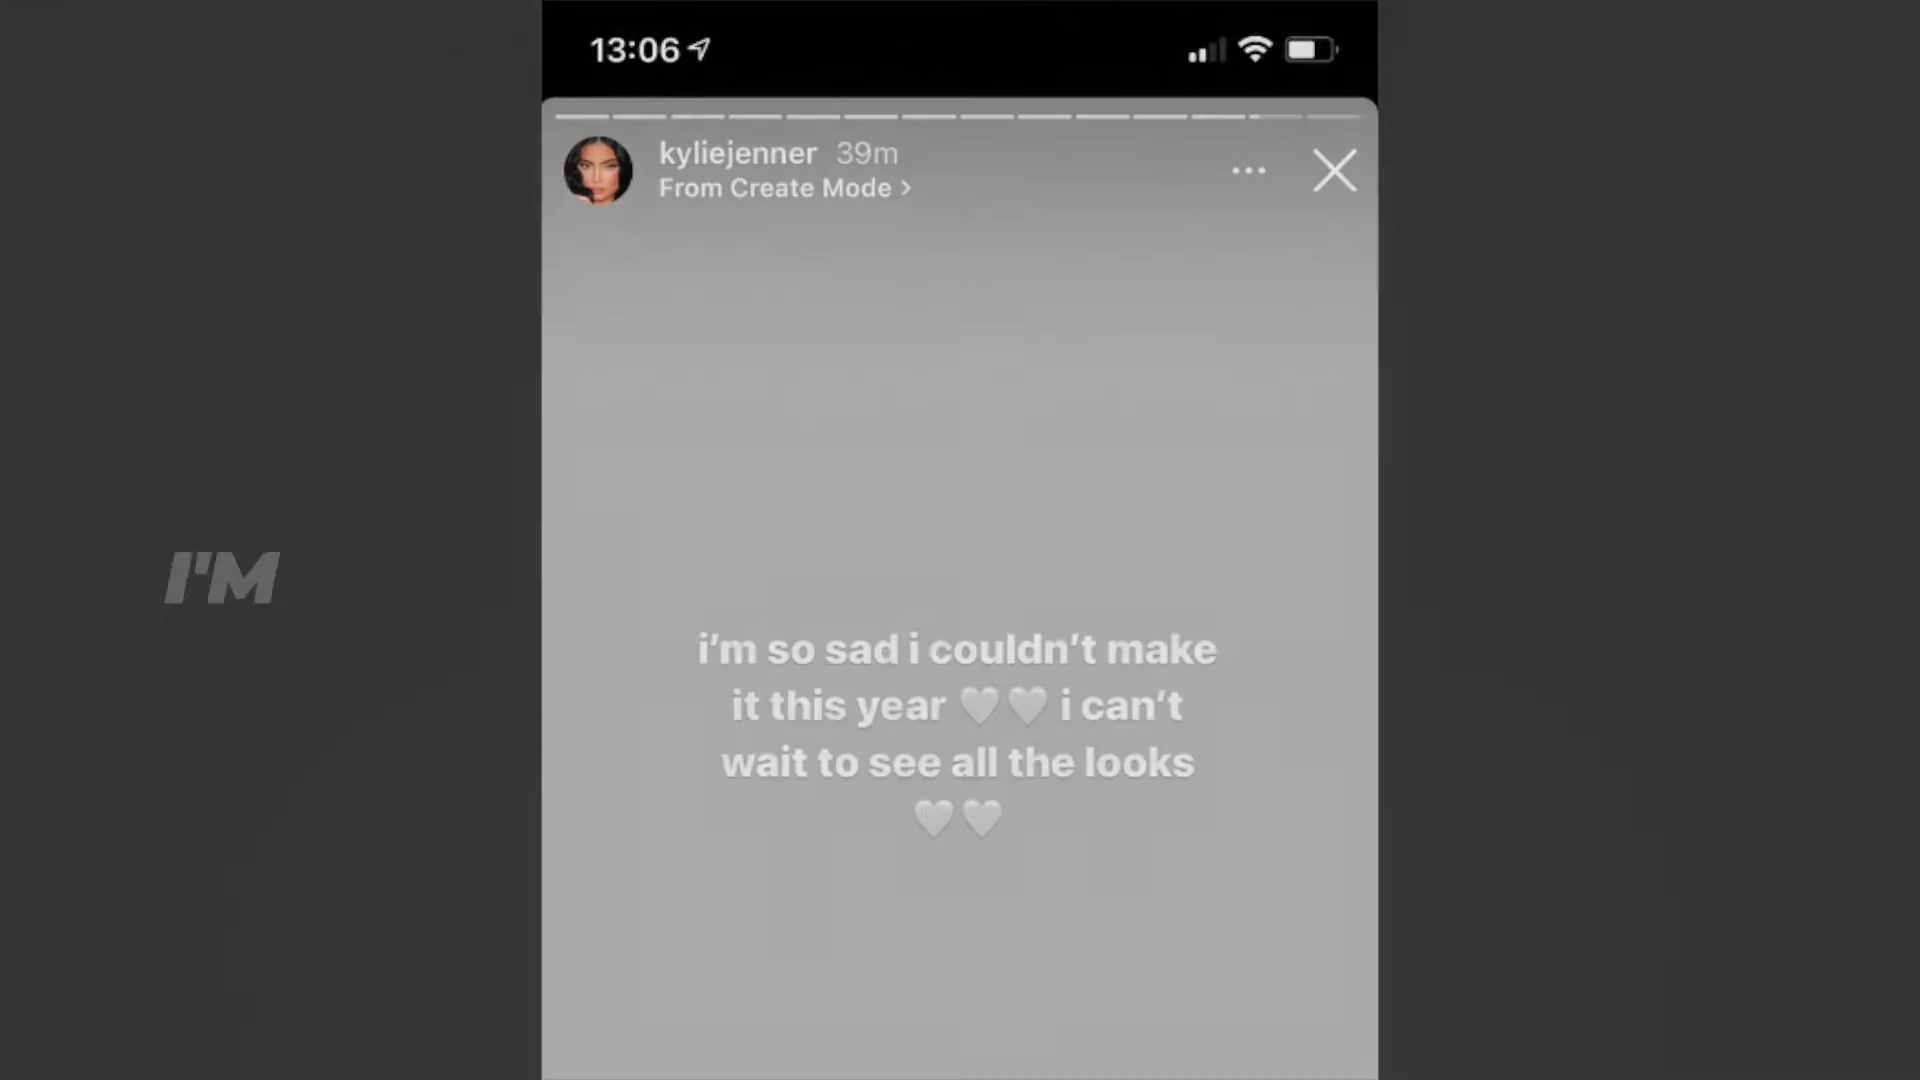 13:06
kyliejenner 39m
From Create Mode
I'M
i'm so sad i couldn't make
it this year 🤍🤍 i can't
wait to see all the looks
🤍🤍